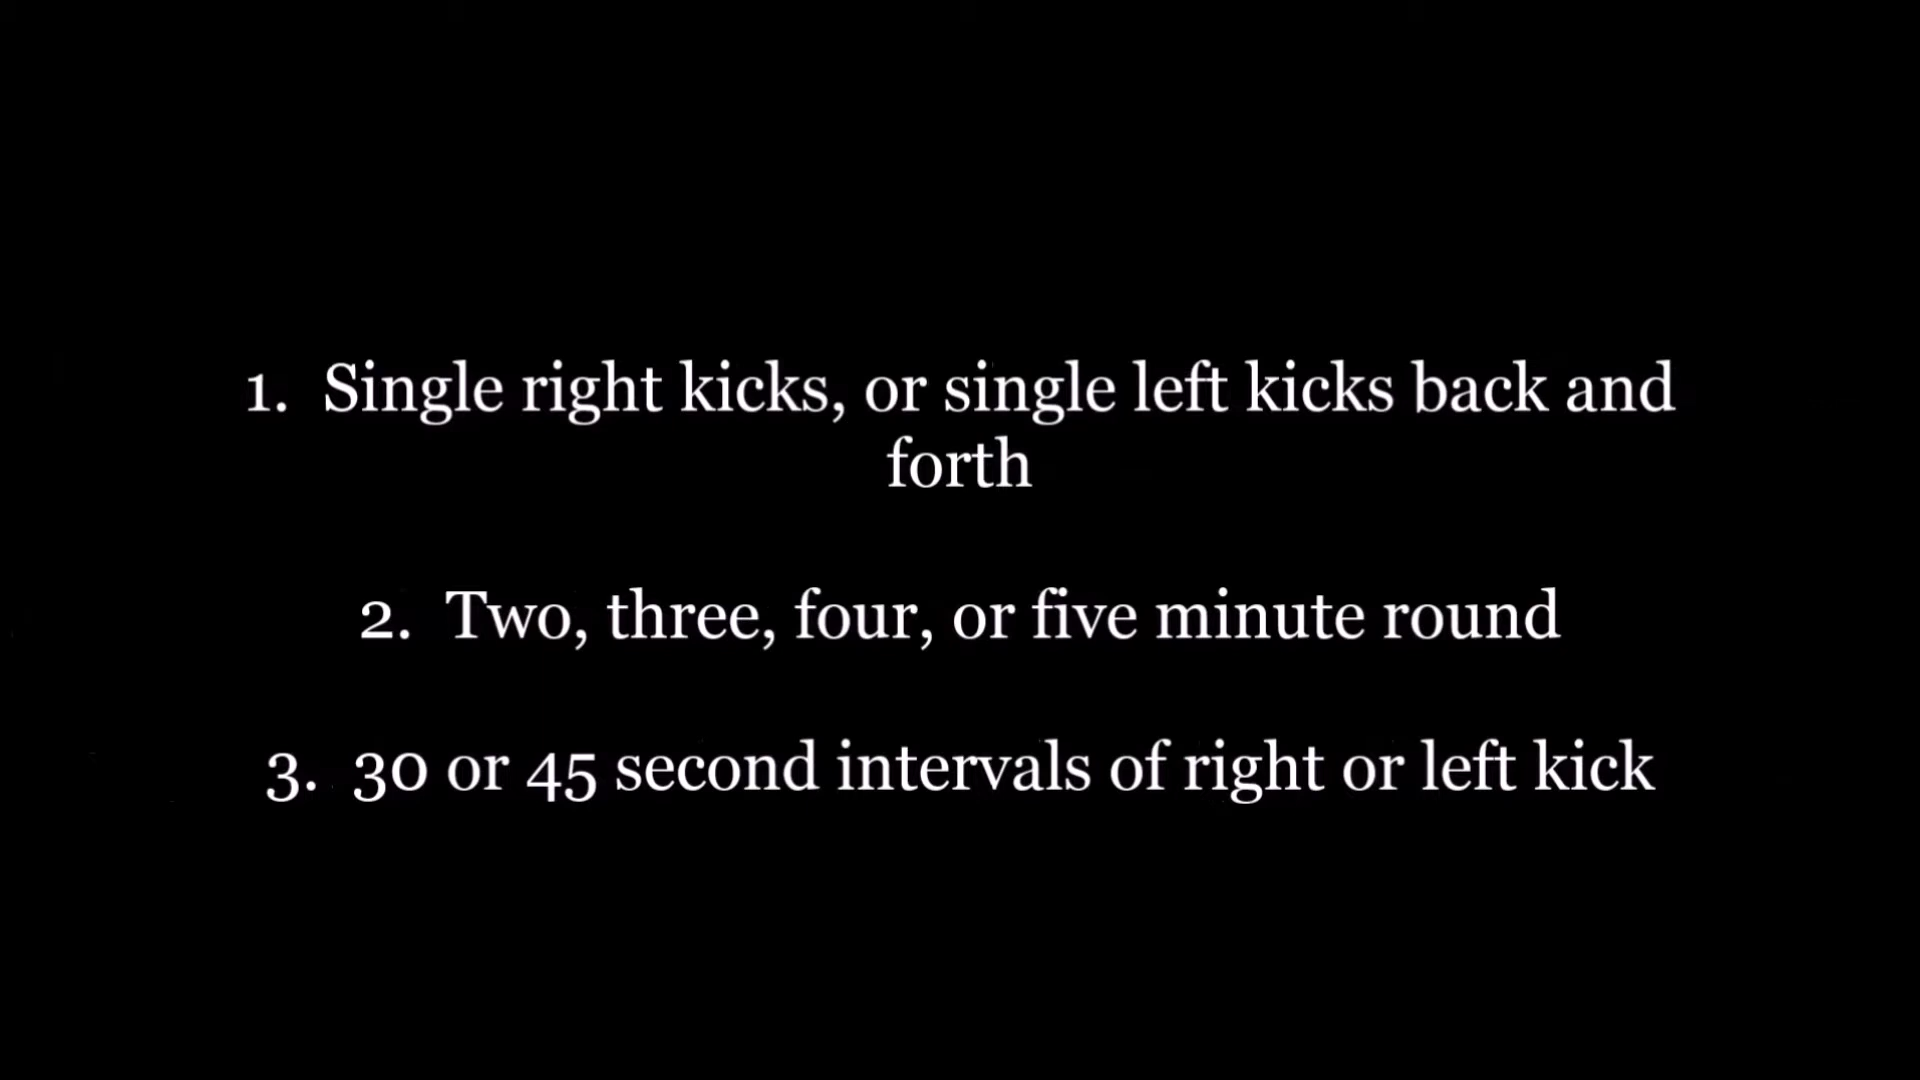 1. Single right kicks, or single left kicks back and
forth
2. Two, three, four, or five minute round
3. 30 or 45 second intervals of right or left kick